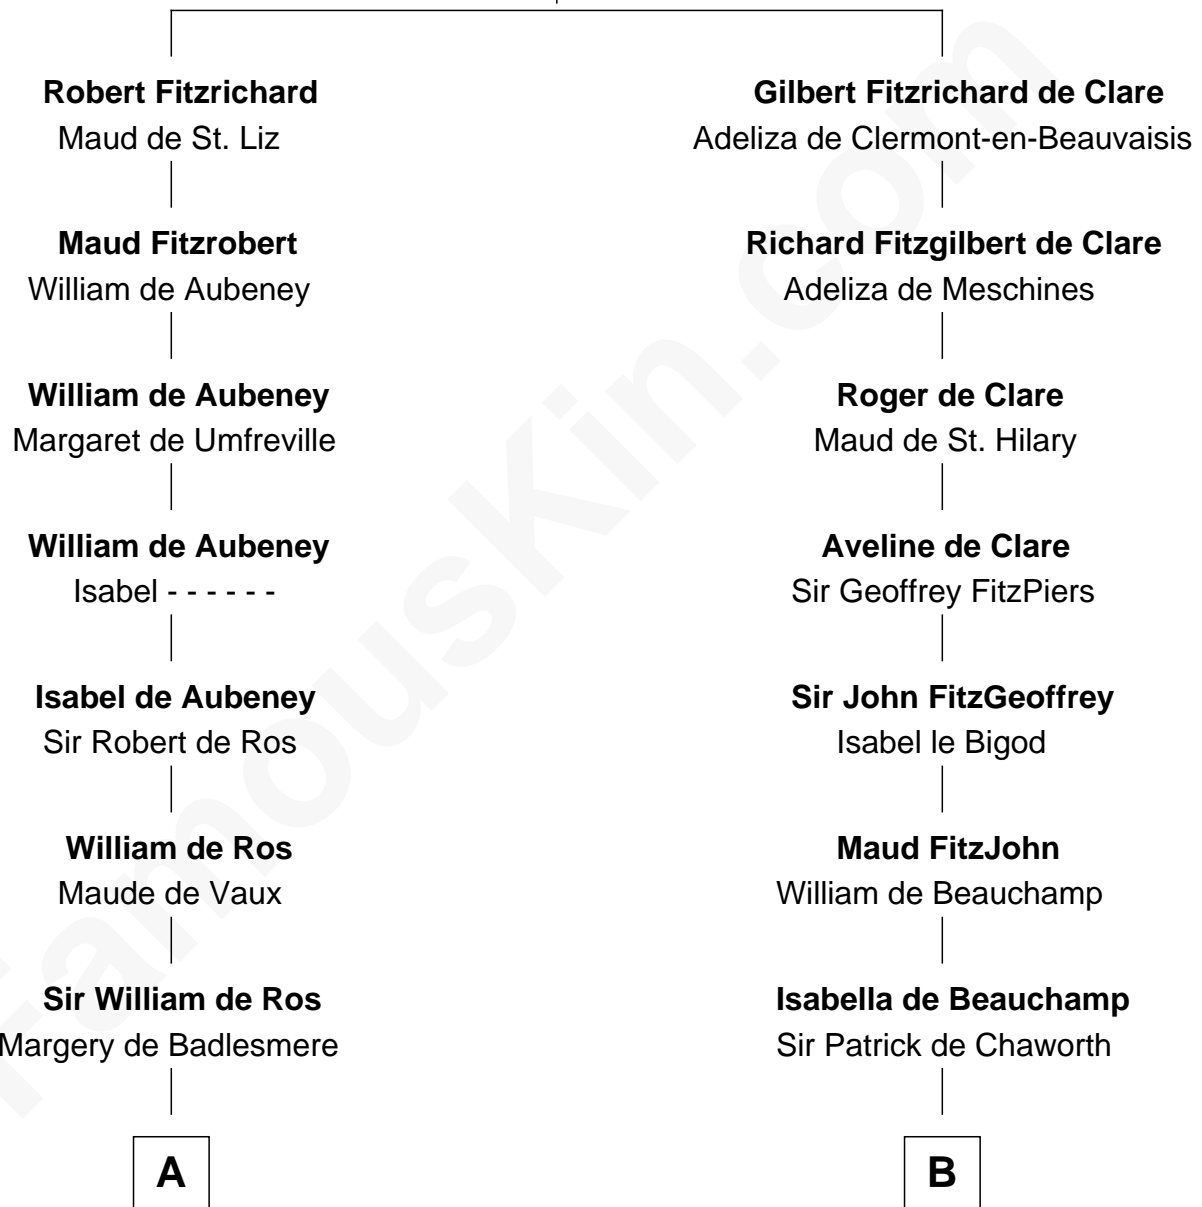 Robert Fitzrichard
Maud de St. Liz
Maud Fitzrobert
William de Aubeney
William de Aubeney
Margaret de Umfreville
William de Aubeney
Isabel - - - - - -
Isabel de Aubeney
Sir Robert de Ros
William de Ros
Maude de Vaux
Sir William de Ros
Margery de Badlesmere
A
Gilbert Fitzrichard de Clare
Adeliza de Clermont-en-Beauvaisis
Richard Fitzgilbert de Clare
Adeliza de Meschines
Roger de Clare
Maud de St. Hilary
Aveline de Clare
Sir Geoffrey FitzPiers
Sir John FitzGeoffrey
Isabel le Bigod
Maud FitzJohn
William de Beauchamp
Isabella de Beauchamp
Sir Patrick de Chaworth
B
FamousKin.com